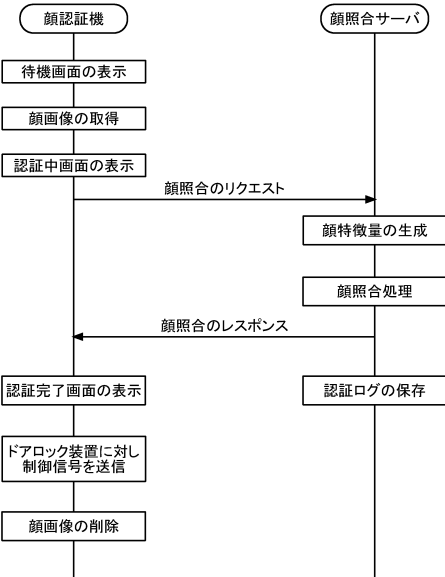 顔認証機
顔照合サーバ
待機画面の表示
顔画像の取得
認証中画面の表示
顔照合のリクエスト
顔特徴量の生成
顔照合処理
顔照合のレスポンス
認証完了画面の表示
認証ログの保存
ドアロック装置に対し
制御信号を送信
顔画像の削除